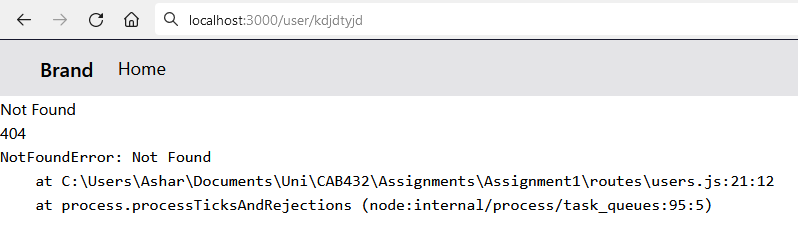 localhost:3000/user/kdjdtyjd
Brand Home
Not Found
404
NotFoundError: Not Found
at C:\Users\Ashar\Documents\Uni\CAB432\Assignments\Assignment1\routes\users.js:21:12
at process.processTicksAndRejections (node:internal/process/task_queues:95:5)